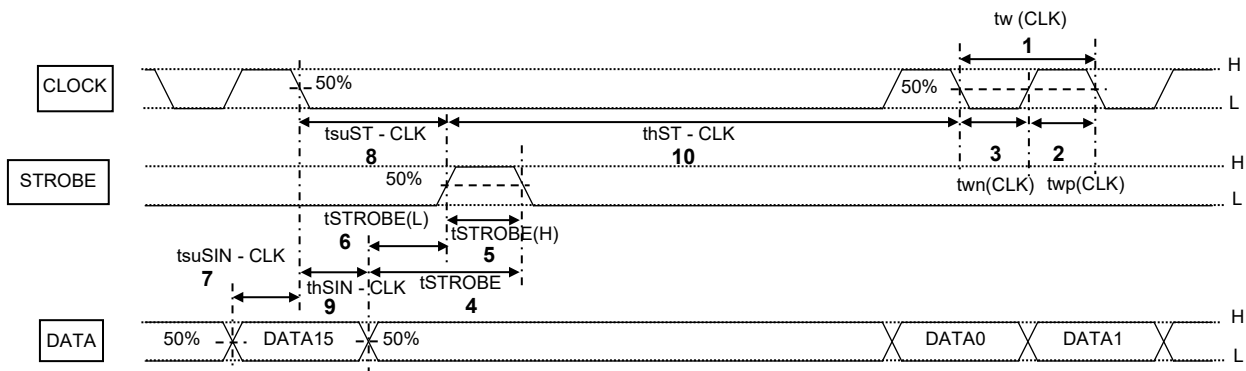 tw (CLK)
1
H
CLOCK
50%
50%
L
tsuST - CLK
thST - CLK
8
10
3
2
H
STROBE
50%
twn(CLK)
twp(CLK)
L
tSTROBE(L)
6
tSTROBE(H)
5
tsuSIN - CLK
7
thSIN - CLK
tSTROBE
9
4
H
DATA
50%
DATA15
50%
DATA0
DATA1
L